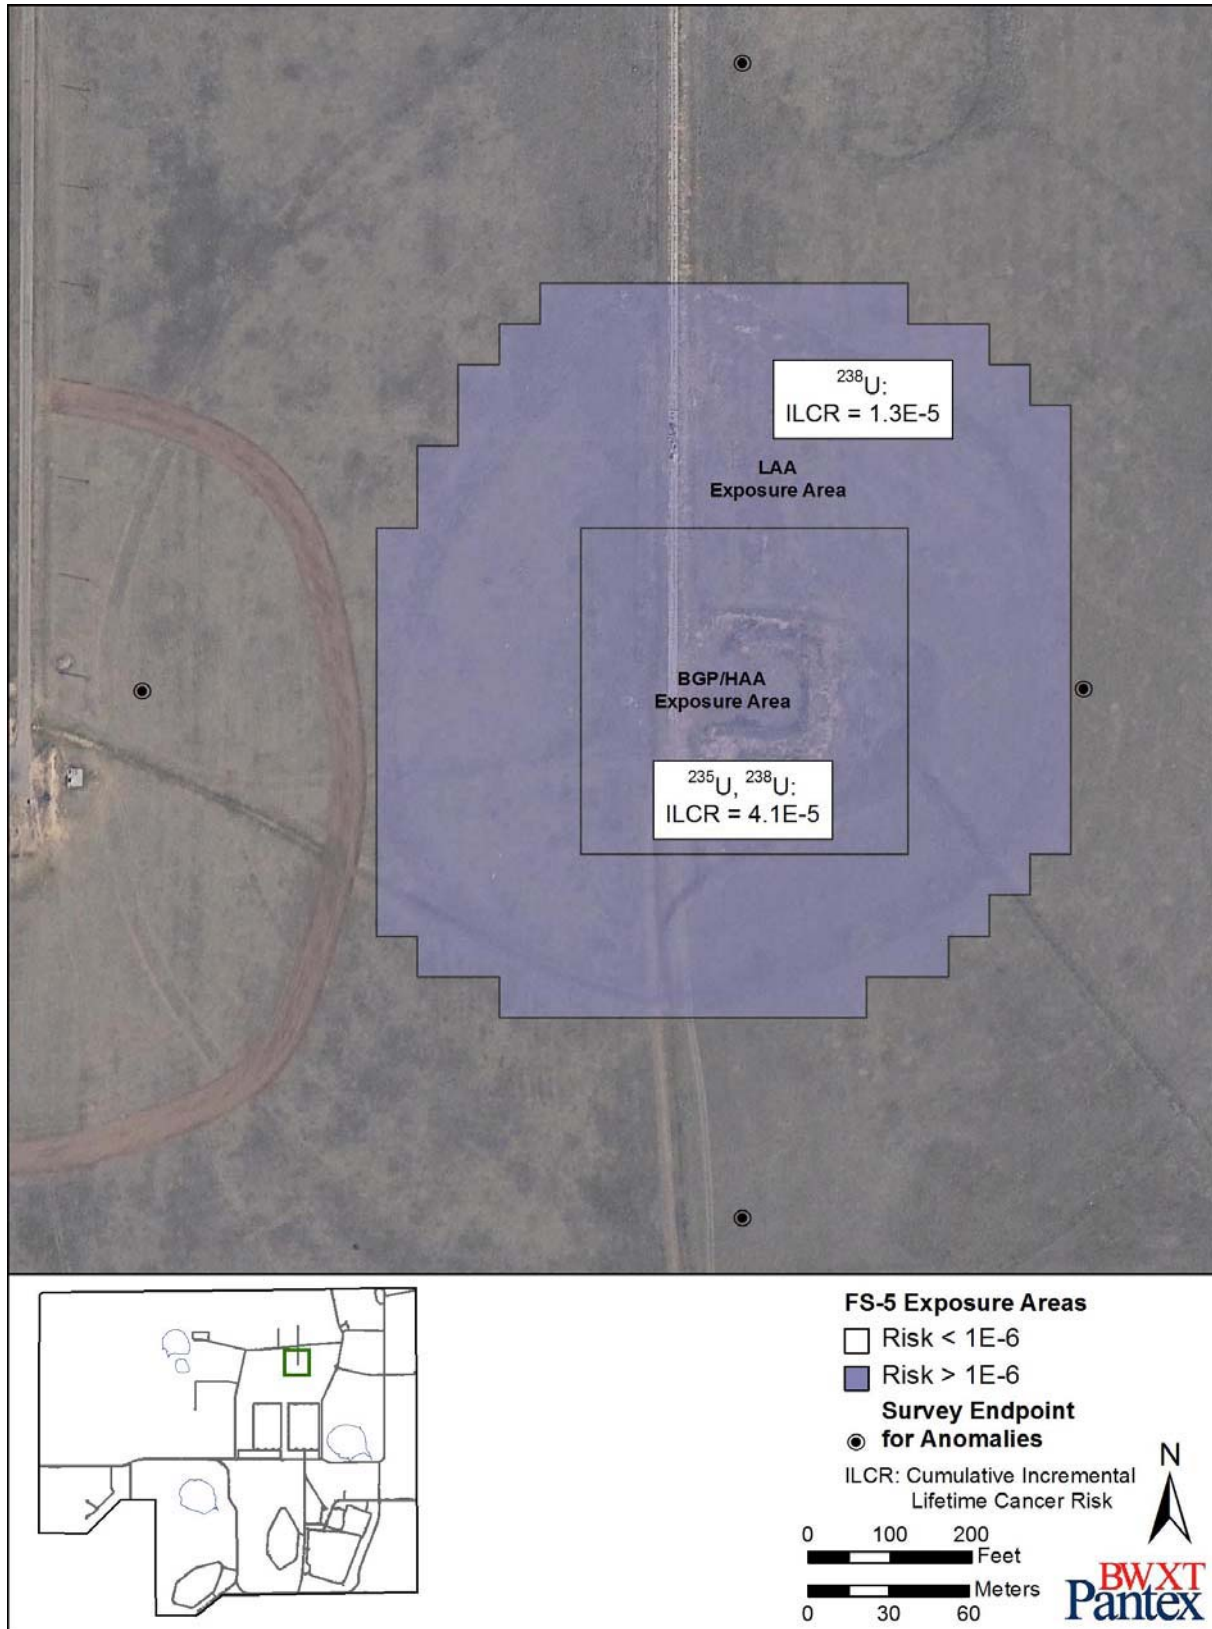 ²³⁸U:
ILCR = 1.3E-5
LAA
Exposure Area
BGP/HAA
Exposure Area
²³⁵U, ²³⁸U:
ILCR = 4.1E-5
FS-5 Exposure Areas
Risk < 1E-6
Risk > 1E-6
Survey Endpoint
for Anomalies
ILCR: Cumulative Incremental
Lifetime Cancer Risk
N
0 100 200
Feet
Meters
0 30 60
BWXT
Pantex